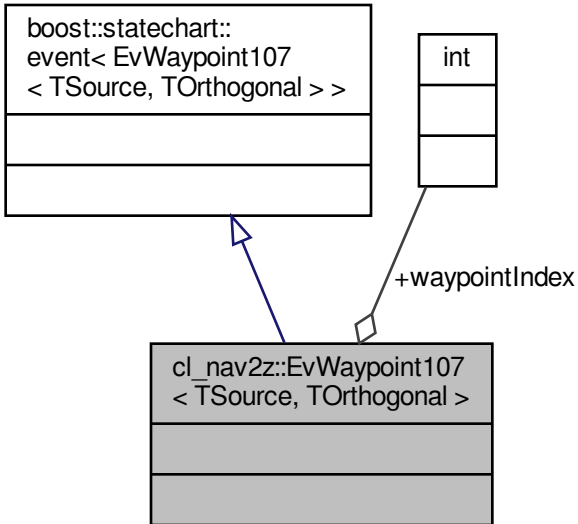 boost::statechart::
event< EvWaypoint107
< TSource, TOrthogonal > >
int
+waypointIndex
cl_nav2z::EvWaypoint107
< TSource, TOrthogonal >